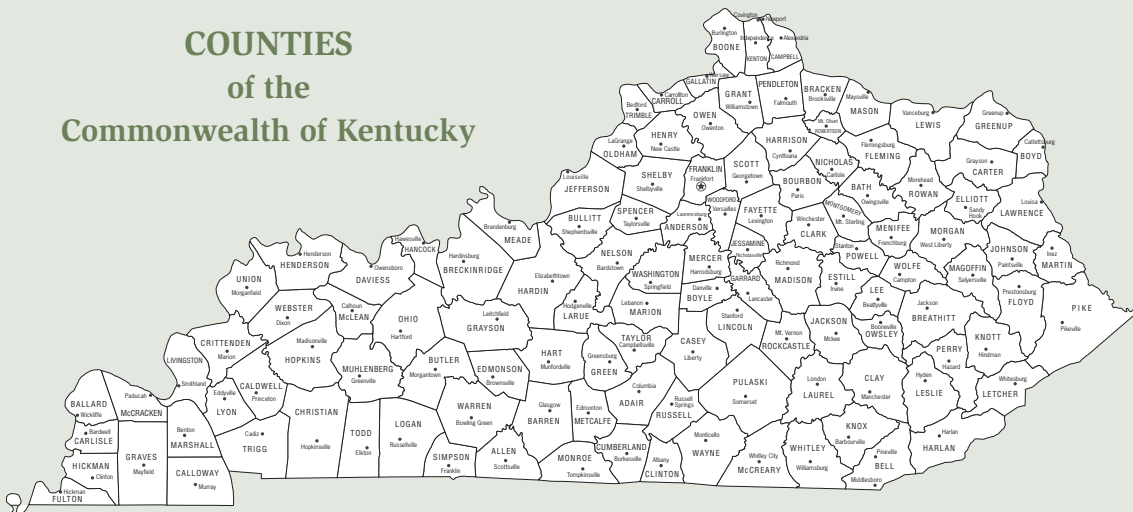 COUNTIES
of the
Commonwealth of Kentucky
Covington
Newport
Burlington
Independence
Alexandria
BOONE
KENTON
CAMPBELL
Warsaw
GALLATIN
Carrollton
CARROLL
GRANT
Williamstown
PENDLETON
Falmouth
BRACKEN
Brooksville
Maysville
MASON
Bedford
TRIMBLE
OWEN
Owenton
Mt. Olivet
ROBERTSON
Vanceburg
LEWIS
Greenup
GREENUP
HENRY
New Castle
HARRISON
Cynthiana
Flemingsburg
FLEMING
Catlettsburg
BOYD
LaGrange
OLDHAM
Grayson
CARTER
Louisville
JEFFERSON
SHELBY
Shelbyville
FRANKLIN
Frankfort
SCOTT
Georgetown
NICHOLAS
Carlisle
BOURBON
Paris
BATH
Owingsville
Morehead
ROWAN
ELLIOTT
Sandy
Hook
Louisa
LAWRENCE
WOODFORD
Versailles
FAYETTE
Lexington
MONTGOMERY
Mt. Sterling
BULLITT
Shepherdsville
SPENCER
Taylorsville
Lawrenceburg
ANDERSON
Winchester
CLARK
MENIFEE
Frenchburg
MORGAN
West Liberty
Brandenburg
MEADE
JESSAMINE
Nicholasville
Stanton
POWELL
JOHNSON
Paintsville
Inez
MARTIN
Hawesville
HANCOCK
Hardinsburg
BRECKINRIDGE
Henderson
HENDERSON
Owensboro
DAVIESS
NELSON
Bardstown
WASHINGTON
Springfield
MERCER
Harrodsburg
GARRARD
Lancaster
Richmond
MADISON
ESTILL
Irvine
WOLFE
Campton
MAGOFFIN
Salyersville
UNION
Morganfield
Elizabethtown
HARDIN
Danville
BOYLE
LEE
Beattyville
Prestonsburg
FLOYD
WEBSTER
Dixon
Calhoun
McLEAN
OHIO
Hartford
Leitchfield
GRAYSON
Hodgenville
LARUE
Lebanon
MARION
Stanford
LINCOLN
Jackson
BREATHITT
PIKE
Pikeville
CRITTENDEN
Marion
Madisonville
HOPKINS
TAYLOR
Campbellsville
CASEY
Liberty
Mt. Vernon
ROCKCASTLE
JACKSON
Mckee
Booneville
OWSLEY
KNOTT
Hindman
LIVINGSTON
Smithland
MUHLENBERG
Greenville
BUTLER
Morgantown
EDMONSON
Brownsville
HART
Munfordville
Greensburg
GREEN
PERRY
Hazard
CALDWELL
Princeton
Eddyville
LYON
Columbia
ADAIR
PULASKI
Somerset
London
LAUREL
CLAY
Manchester
Hyden
LESLIE
Whitesburg
LETCHER
Paducah
McCRACKEN
BALLARD
Wickliffe
CHRISTIAN
Hopkinsville
WARREN
Bowling Green
Glasgow
BARREN
Edmonton
METCALFE
Russell
Springs
RUSSELL
Bardwell
CARLISLE
Benton
MARSHALL
Cadiz
TRIGG
TODD
Elkton
LOGAN
Russellville
KNOX
Barbourville
Harlan
HARLAN
GRAVES
Mayfield
SIMPSON
Franklin
ALLEN
Scottsville
MONROE
Tompkinsville
CUMBERLAND
Burkesville
Albany
CLINTON
Monticello
WAYNE
Whitley City
McCREARY
WHITLEY
Williamsburg
Pineville
BELL
Middlesboro
HICKMAN
Clinton
CALLOWAY
Murray
Hickman
FULTON